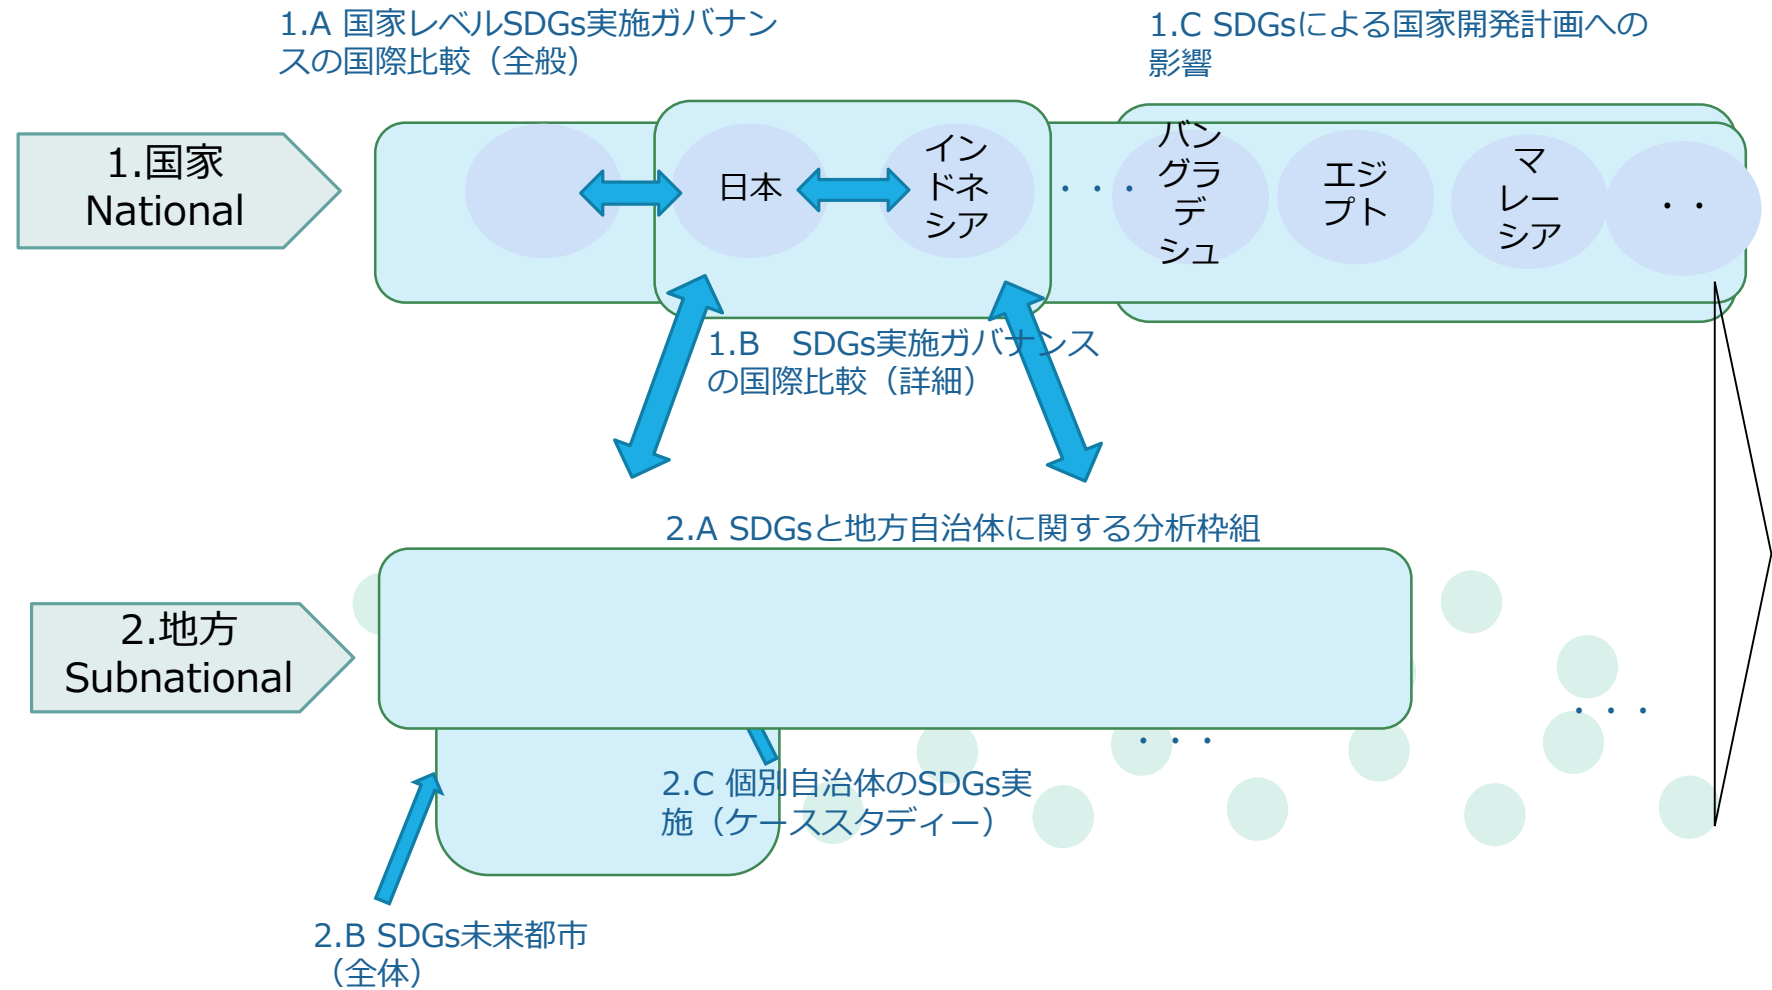 1.A 国家レベルSDGs実施ガバナン
スの国際比較（全般）
1.C SDGsによる国家開発計画への
影響
1.国家
National
日本
イン
ドネ
シア
・・・
バン
グラ
デ
シュ
エジ
プト
マ
レー
シア
・・
1.B　SDGs実施ガバナンス
の国際比較（詳細）
2.A SDGsと地方自治体に関する分析枠組
2.地方
Subnational
・・・
・・・
2.C 個別自治体のSDGs実
施（ケーススタディー）
2.B SDGs未来都市
（全体）